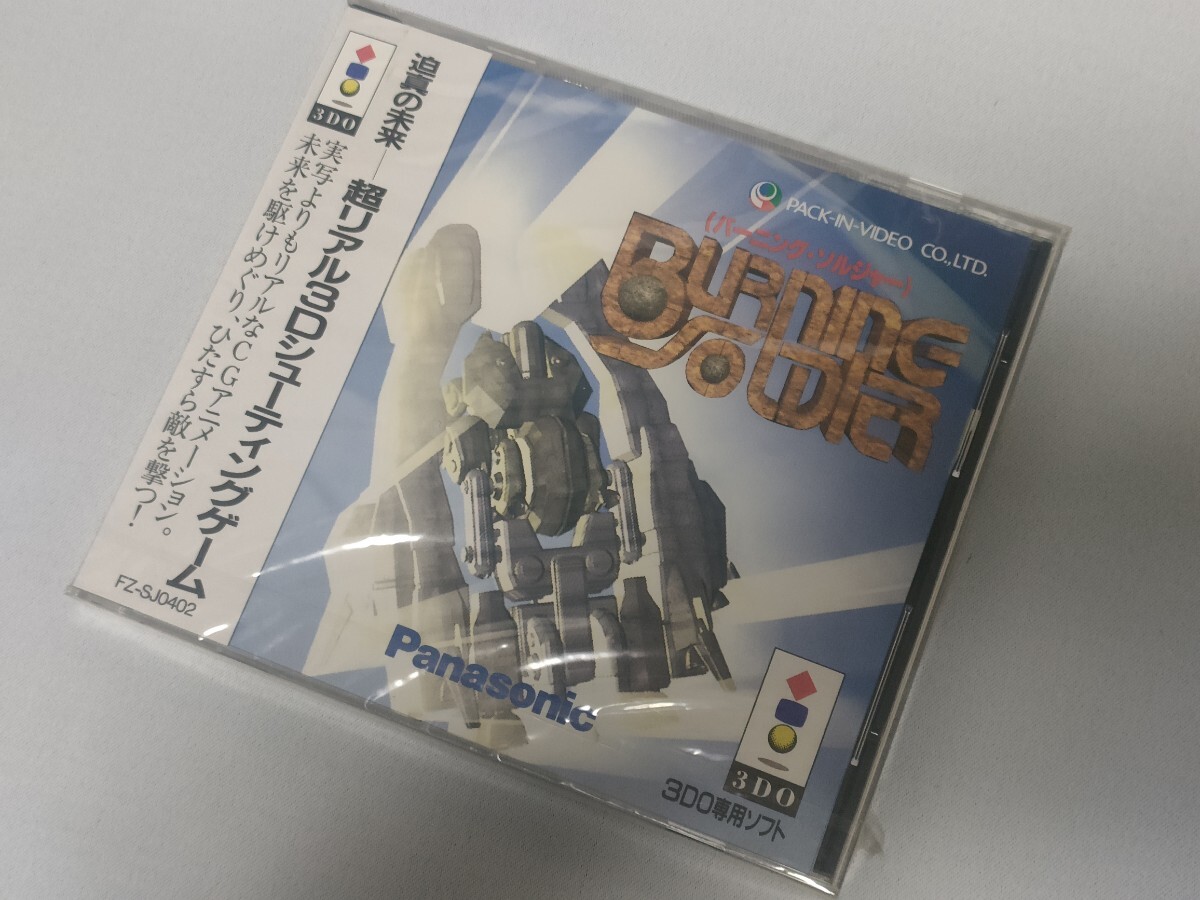 3DO
迫真の未来──超リアル3Dシューティングゲーム
実写よりもリアルなCGアニメーション。
未来を駆けめぐり、ひたすら敵を撃つ!
FZ-SJ0402
PACK-IN-VIDEO CO.,LTD.
(バーニング・ソルジャー)
BURNING
SOLDIER
Panasonic
3DO
3DO専用ソフト